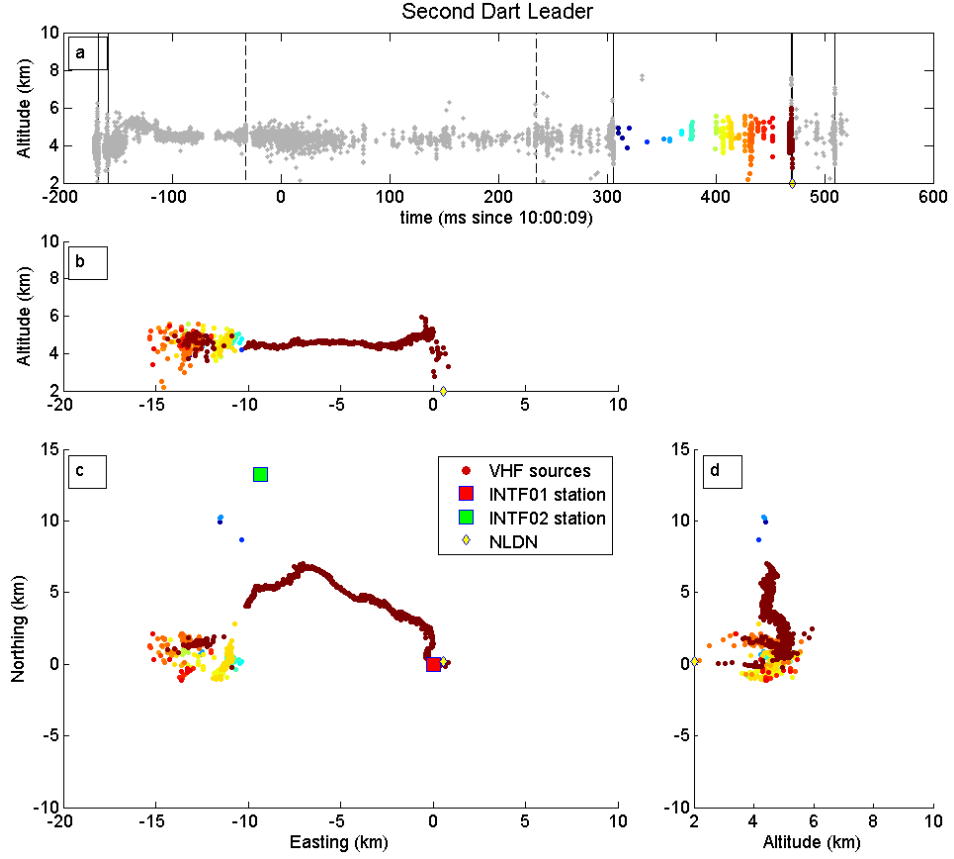 Second Dart Leader
a
Altitude (km)
10
8
6
4
2
-200 -100 0 100 200 300 400 500 600
time (ms since 10:00:09)
b
Altitude (km)
10
8
6
4
2
-20 -15 -10 -5 0 5 10
c
Northing (km)
15
10
5
0
-5
-10
-20 -15 -10 -5 0 5 10
Easting (km)
VHF sources
INTF01 station
INTF02 station
NLDN
d
15
10
5
0
-5
-10
2 4 6 8 10
Altitude (km)